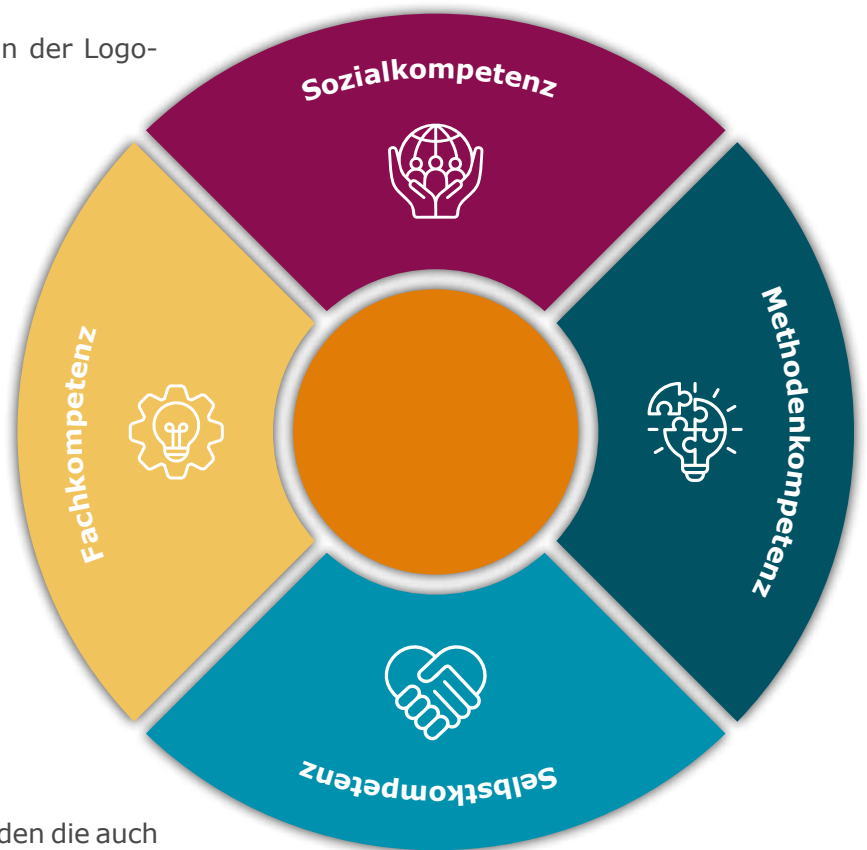 n der Logo-
Sozialkompetenz
Methodenkompetenz
Fachkompetenz
Selbstkompetenz
den die auch